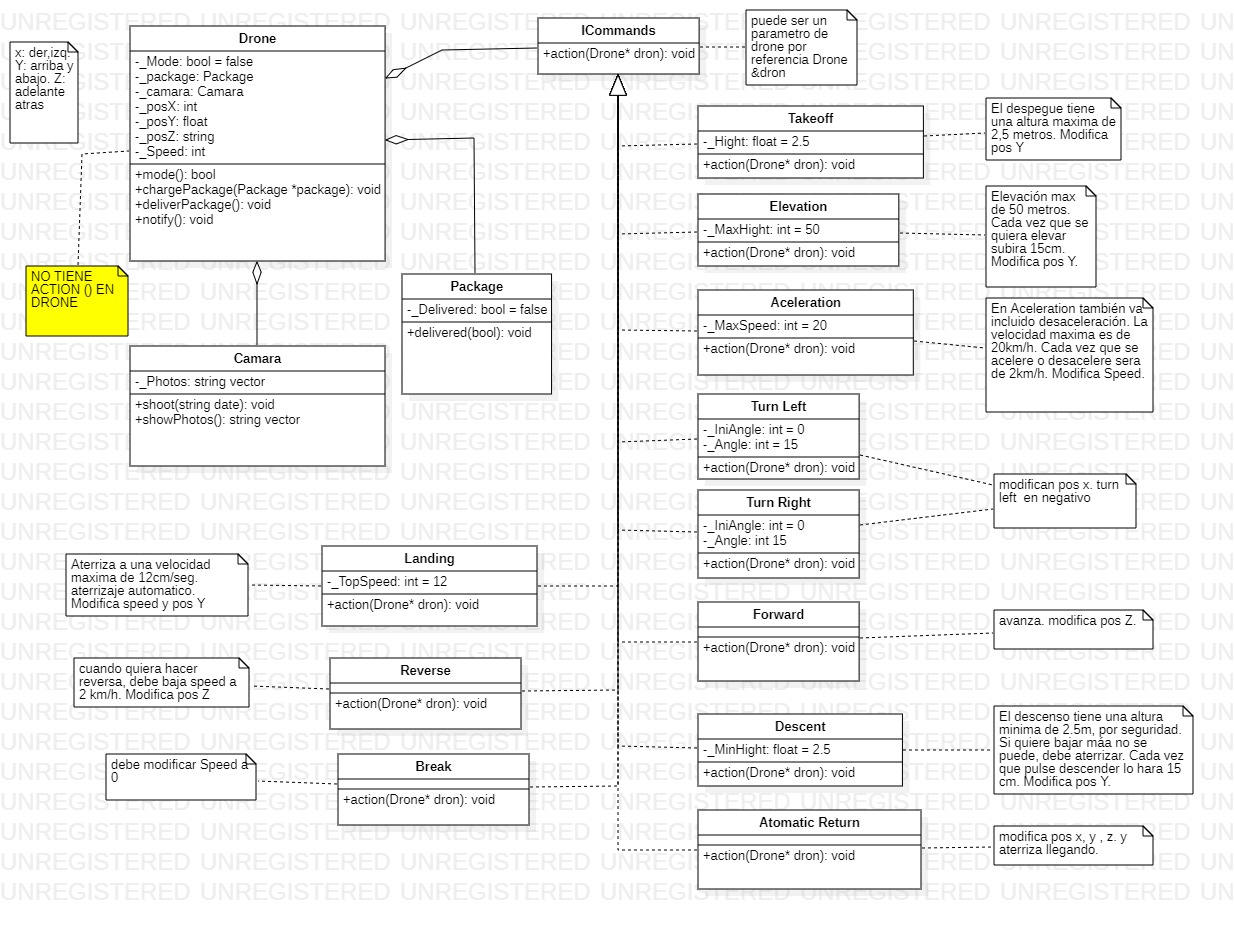 x: der,izq.
Y: arriba y
abajo. Z:
adelante
atras
Drone
-_Mode: bool = false
-_package: Package
-_camara: Camara
-_posX: int
-_posY: float
-_posZ: string
-_Speed: int
+mode(): bool
+chargePackage(Package *package): void
+deliverPackage(): void
+notify(): void
ICommands
+action(Drone* dron): void
puede ser un
parametro de
drone por
referencia Drone
&dron
NO TIENE
ACTION () EN
DRONE
Package
-_Delivered: bool = false
+delivered(bool): void
Camara
-_Photos: string vector
+shoot(string date): void
+showPhotos(): string vector
Takeoff
-_Hight: float = 2.5
+action(Drone* dron): void
El despegue tiene
una altura maxima de
2,5 metros. Modifica
pos Y
Elevation
-_MaxHight: int = 50
+action(Drone* dron): void
Elevación max
de 50 metros.
Cada vez que se
quiera elevar
subira 15cm.
Modifica pos Y.
Aceleration
-_MaxSpeed: int = 20
+action(Drone* dron): void
En Aceleration también va
incluido desaceleración. La
velocidad maxima es de
20km/h. Cada vez que se
acelere o desacelere sera
de 2km/h. Modifica Speed.
Turn Left
-_IniAngle: int = 0
-_Angle: int = 15
+action(Drone* dron): void
Turn Right
-_IniAngle: int = 0
-_Angle: int 15
+action(Drone* dron): void
modifican pos x. turn
left  en negativo
Aterriza a una velocidad
maxima de 12cm/seg.
aterrizaje automatico.
Modifica speed y pos Y
Landing
-_TopSpeed: int = 12
+action(Drone* dron): void
Forward
+action(Drone* dron): void
avanza. modifica pos Z.
cuando quiera hacer
reversa, debe baja speed a
2 km/h. Modifica pos Z
Reverse
+action(Drone* dron): void
Descent
-_MinHight: float = 2.5
+action(Drone* dron): void
El descenso tiene una altura
minima de 2.5m, por seguridad.
Si quiere bajar máa no se
puede, debe aterrizar. Cada vez
que pulse descender lo hara 15
cm. Modifica pos Y.
debe modificar Speed a
0
Break
+action(Drone* dron): void
Atomatic Return
+action(Drone* dron): void
modifica pos x, y , z. y
aterriza llegando.